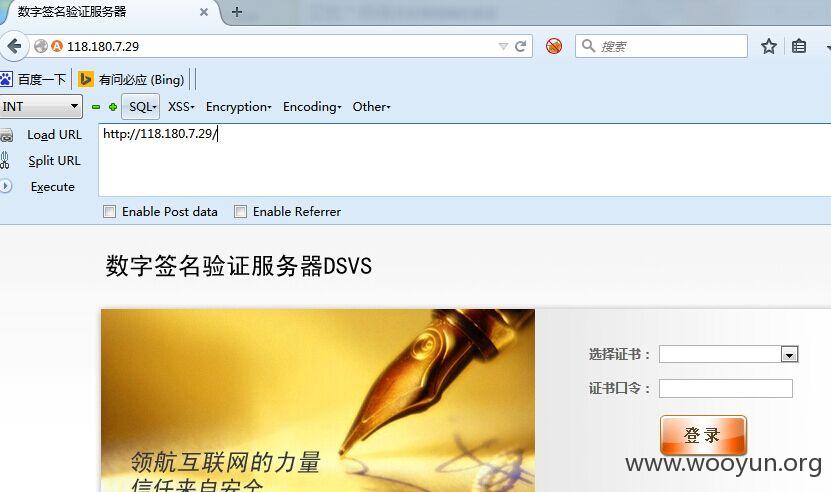 数字签名验证服务器
118.180.7.29
搜索
百度一下 有问必应 (Bing)
INT SQL XSS Encryption Encoding Other
Load URL
http://118.180.7.29/
Split URL
Execute
Enable Post data Enable Referrer
数字签名验证服务器DSVS
选择证书：
证书口令：
登录
领航互联网的力量
信任来自安全
www.wooyun.org